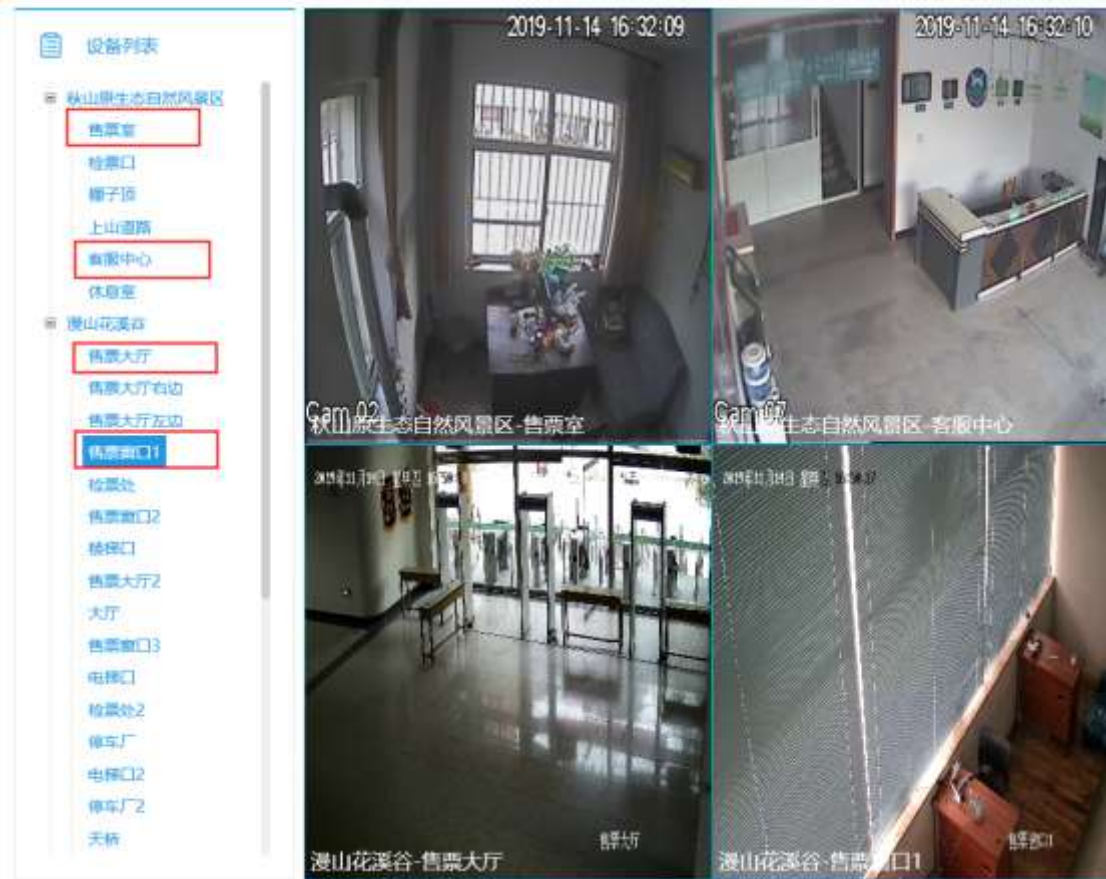 设备列表
秋山原生态自然风景区
售票室
检票口
棚子顶
上山道路
客服中心
休息室
漫山花溪谷
售票大厅
售票大厅右边
售票大厅左边
售票窗口1
检票处
售票窗口2
楼梯口
售票大厅2
大厅
售票窗口3
电梯口
检票处2
停车厂
电梯口2
停车厂2
天桥
2019-11-14 16:32:09
Cam 02
秋山原生态自然风景区-售票室
2019-11-14 16:32:10
Cam 07
秋山原生态自然风景区-客服中心
售票大厅
漫山花溪谷-售票大厅
售票窗口1
漫山花溪谷-售票窗口1